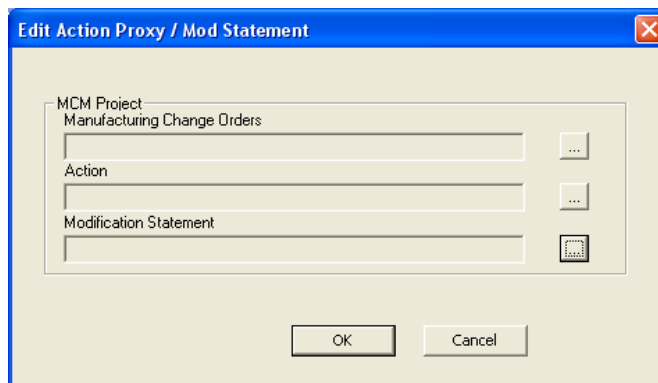 Edit Action Proxy / Mod Statement
MCM Project
Manufacturing Change Orders
...
Action
...
Modification Statement
...
OK Cancel